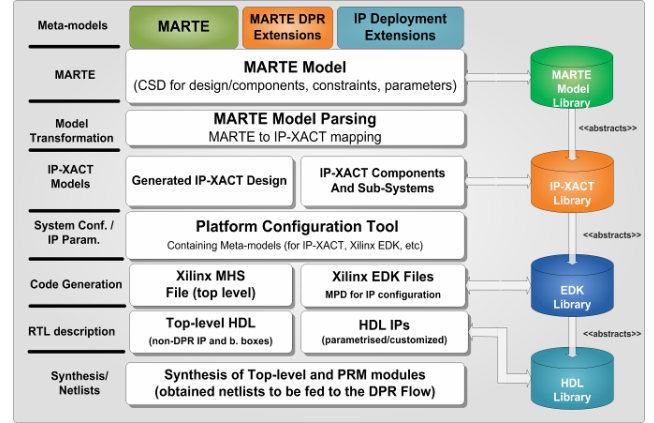 Meta-models
MARTE
MARTE DPR
Extensions
IP Deployment
Extensions
MARTE
MARTE Model
(CSD for design/components, constraints, parameters)
MARTE
Model
Library
<<abstracts>>
Model
Transformation
MARTE Model Parsing
MARTE to IP-XACT mapping
IP-XACT
Models
Generated IP-XACT Design
IP-XACT Components
And Sub-Systems
IP-XACT
Library
<<abstracts>>
System Conf. /
IP Param.
Platform Configuration Tool
Containing Meta-models (for IP-XACT, Xilinx EDK, etc)
Code Generation
Xilinx MHS
File (top level)
Xilinx EDK Files
MPD for IP configuration
EDK
Library
<<abstracts>>
RTL description
Top-level HDL
(non-DPR IP and b. boxes)
HDL IPs
(parametrised/customized)
HDL
Library
Synthesis/
Netlists
Synthesis of Top-level and PRM modules
(obtained netlists to be fed to the DPR Flow)